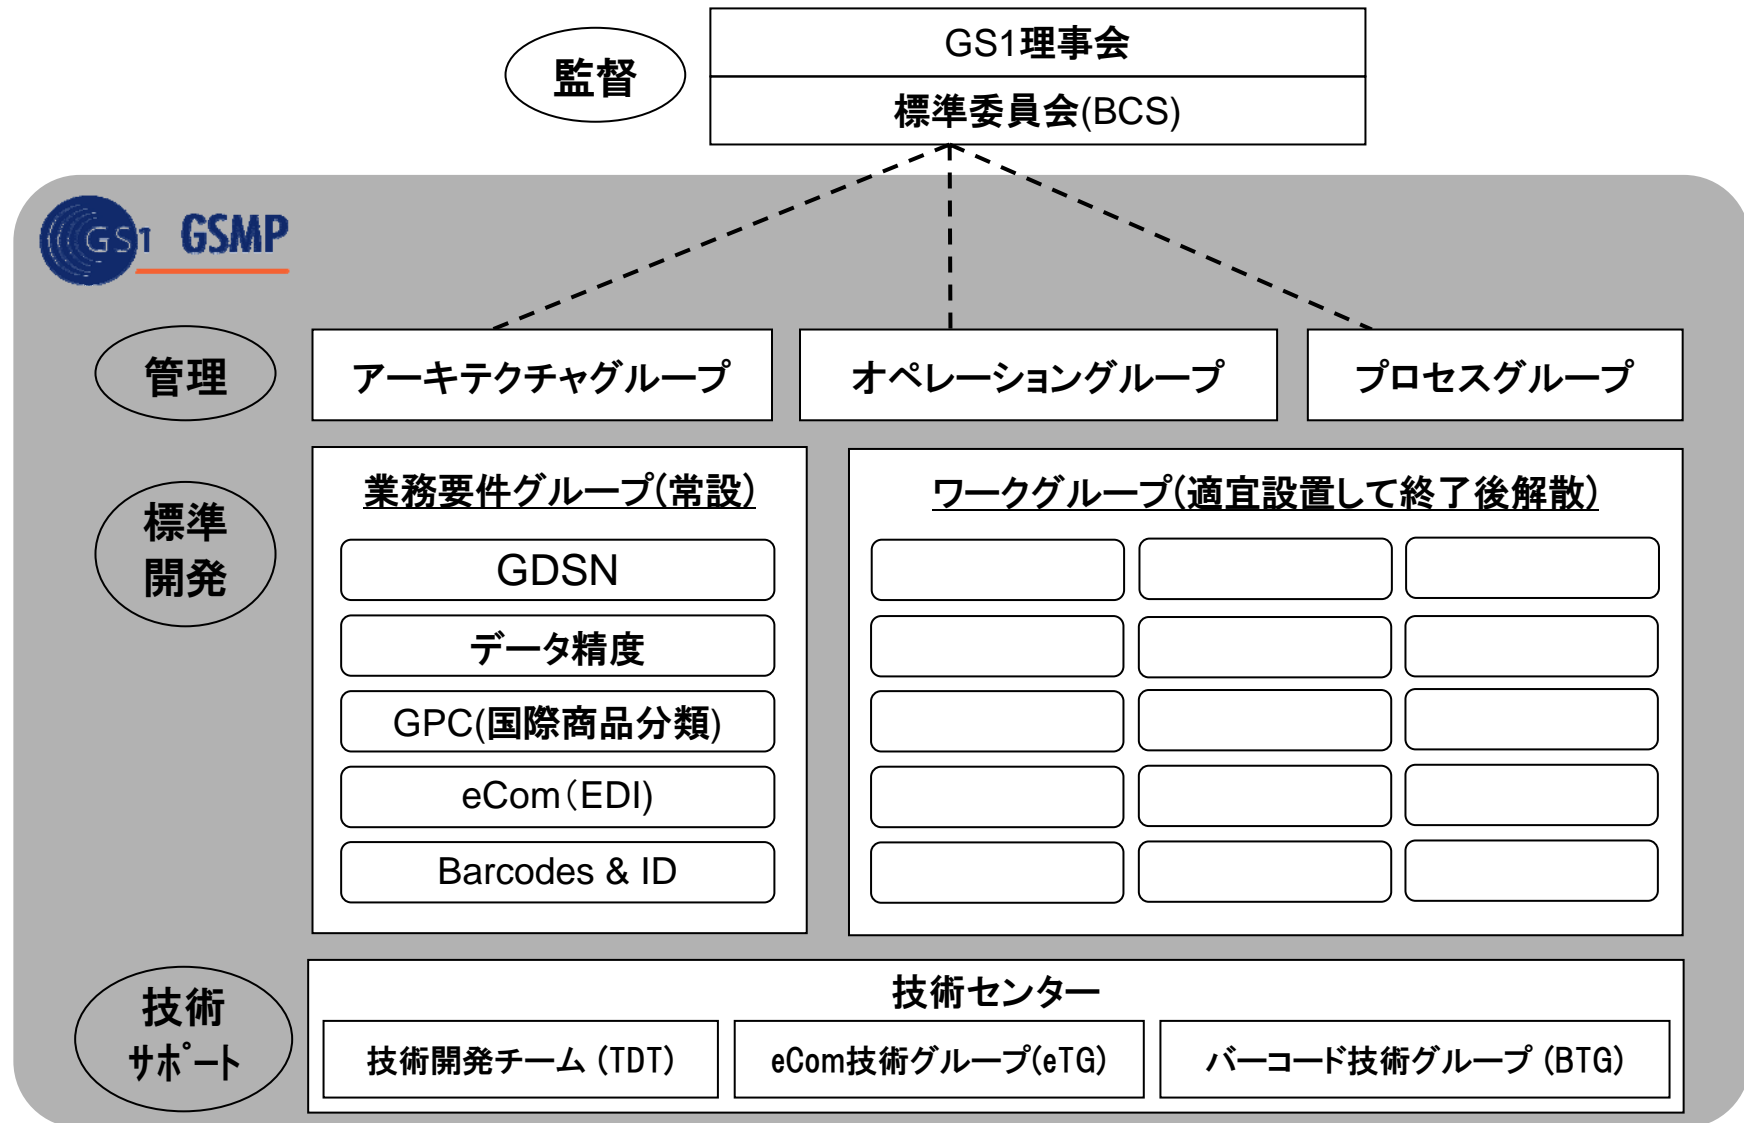 監督
GS1理事会
標準委員会(BCS)
GS1 GSMP
管理
アーキテクチャグループ
オペレーショングループ
プロセスグループ
標準
開発
業務要件グループ(常設)
GDSN
データ精度
GPC(国際商品分類)
eCom(EDI)
Barcodes & ID
ワークグループ(適宜設置して終了後解散)
技術
ｻﾎﾟｰﾄ
技術センター
技術開発チーム (TDT)
eCom技術グループ(eTG)
バーコード技術グループ (BTG)